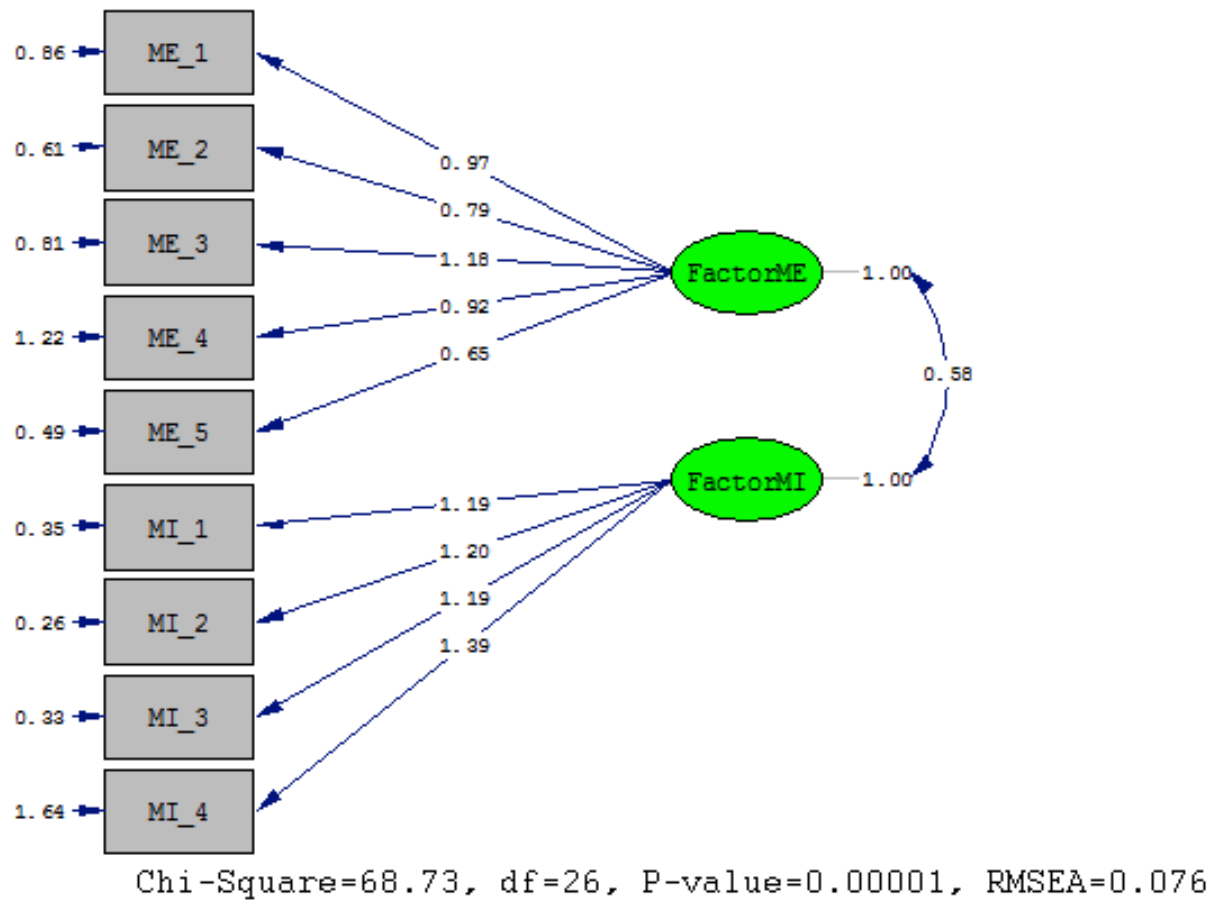 0.86 ME_1
0.61 ME_2
0.97
0.79
0.81 ME_3
1.18
FactorME 1.00
0.92
1.22 ME_4
0.65
0.58
0.49 ME_5
FactorMI 1.00
1.19
0.35 MI_1
1.20
1.19
0.26 MI_2
1.39
0.33 MI_3
1.64 MI_4
Chi-Square=68.73, df=26, P-value=0.00001, RMSEA=0.076